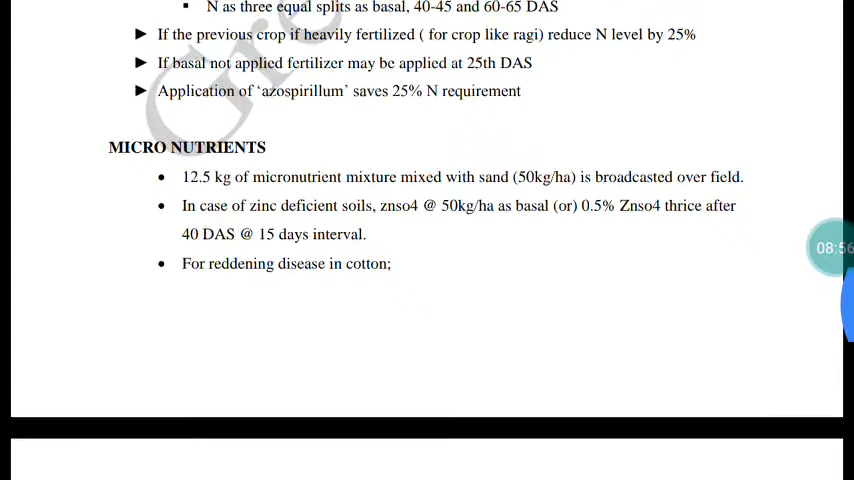 ▪ N as three equal splits as basal, 40-45 and 60-65 DAS
► If the previous crop if heavily fertilized ( for crop like ragi) reduce N level by 25%
► If basal not applied fertilizer may be applied at 25th DAS
► Application of ‘azospirillum’ saves 25% N requirement
MICRO NUTRIENTS
• 12.5 kg of micronutrient mixture mixed with sand (50kg/ha) is broadcasted over field.
• In case of zinc deficient soils, znso4 @ 50kg/ha as basal (or) 0.5% Znso4 thrice after
40 DAS @ 15 days interval.
• For reddening disease in cotton;
08:56
Gre